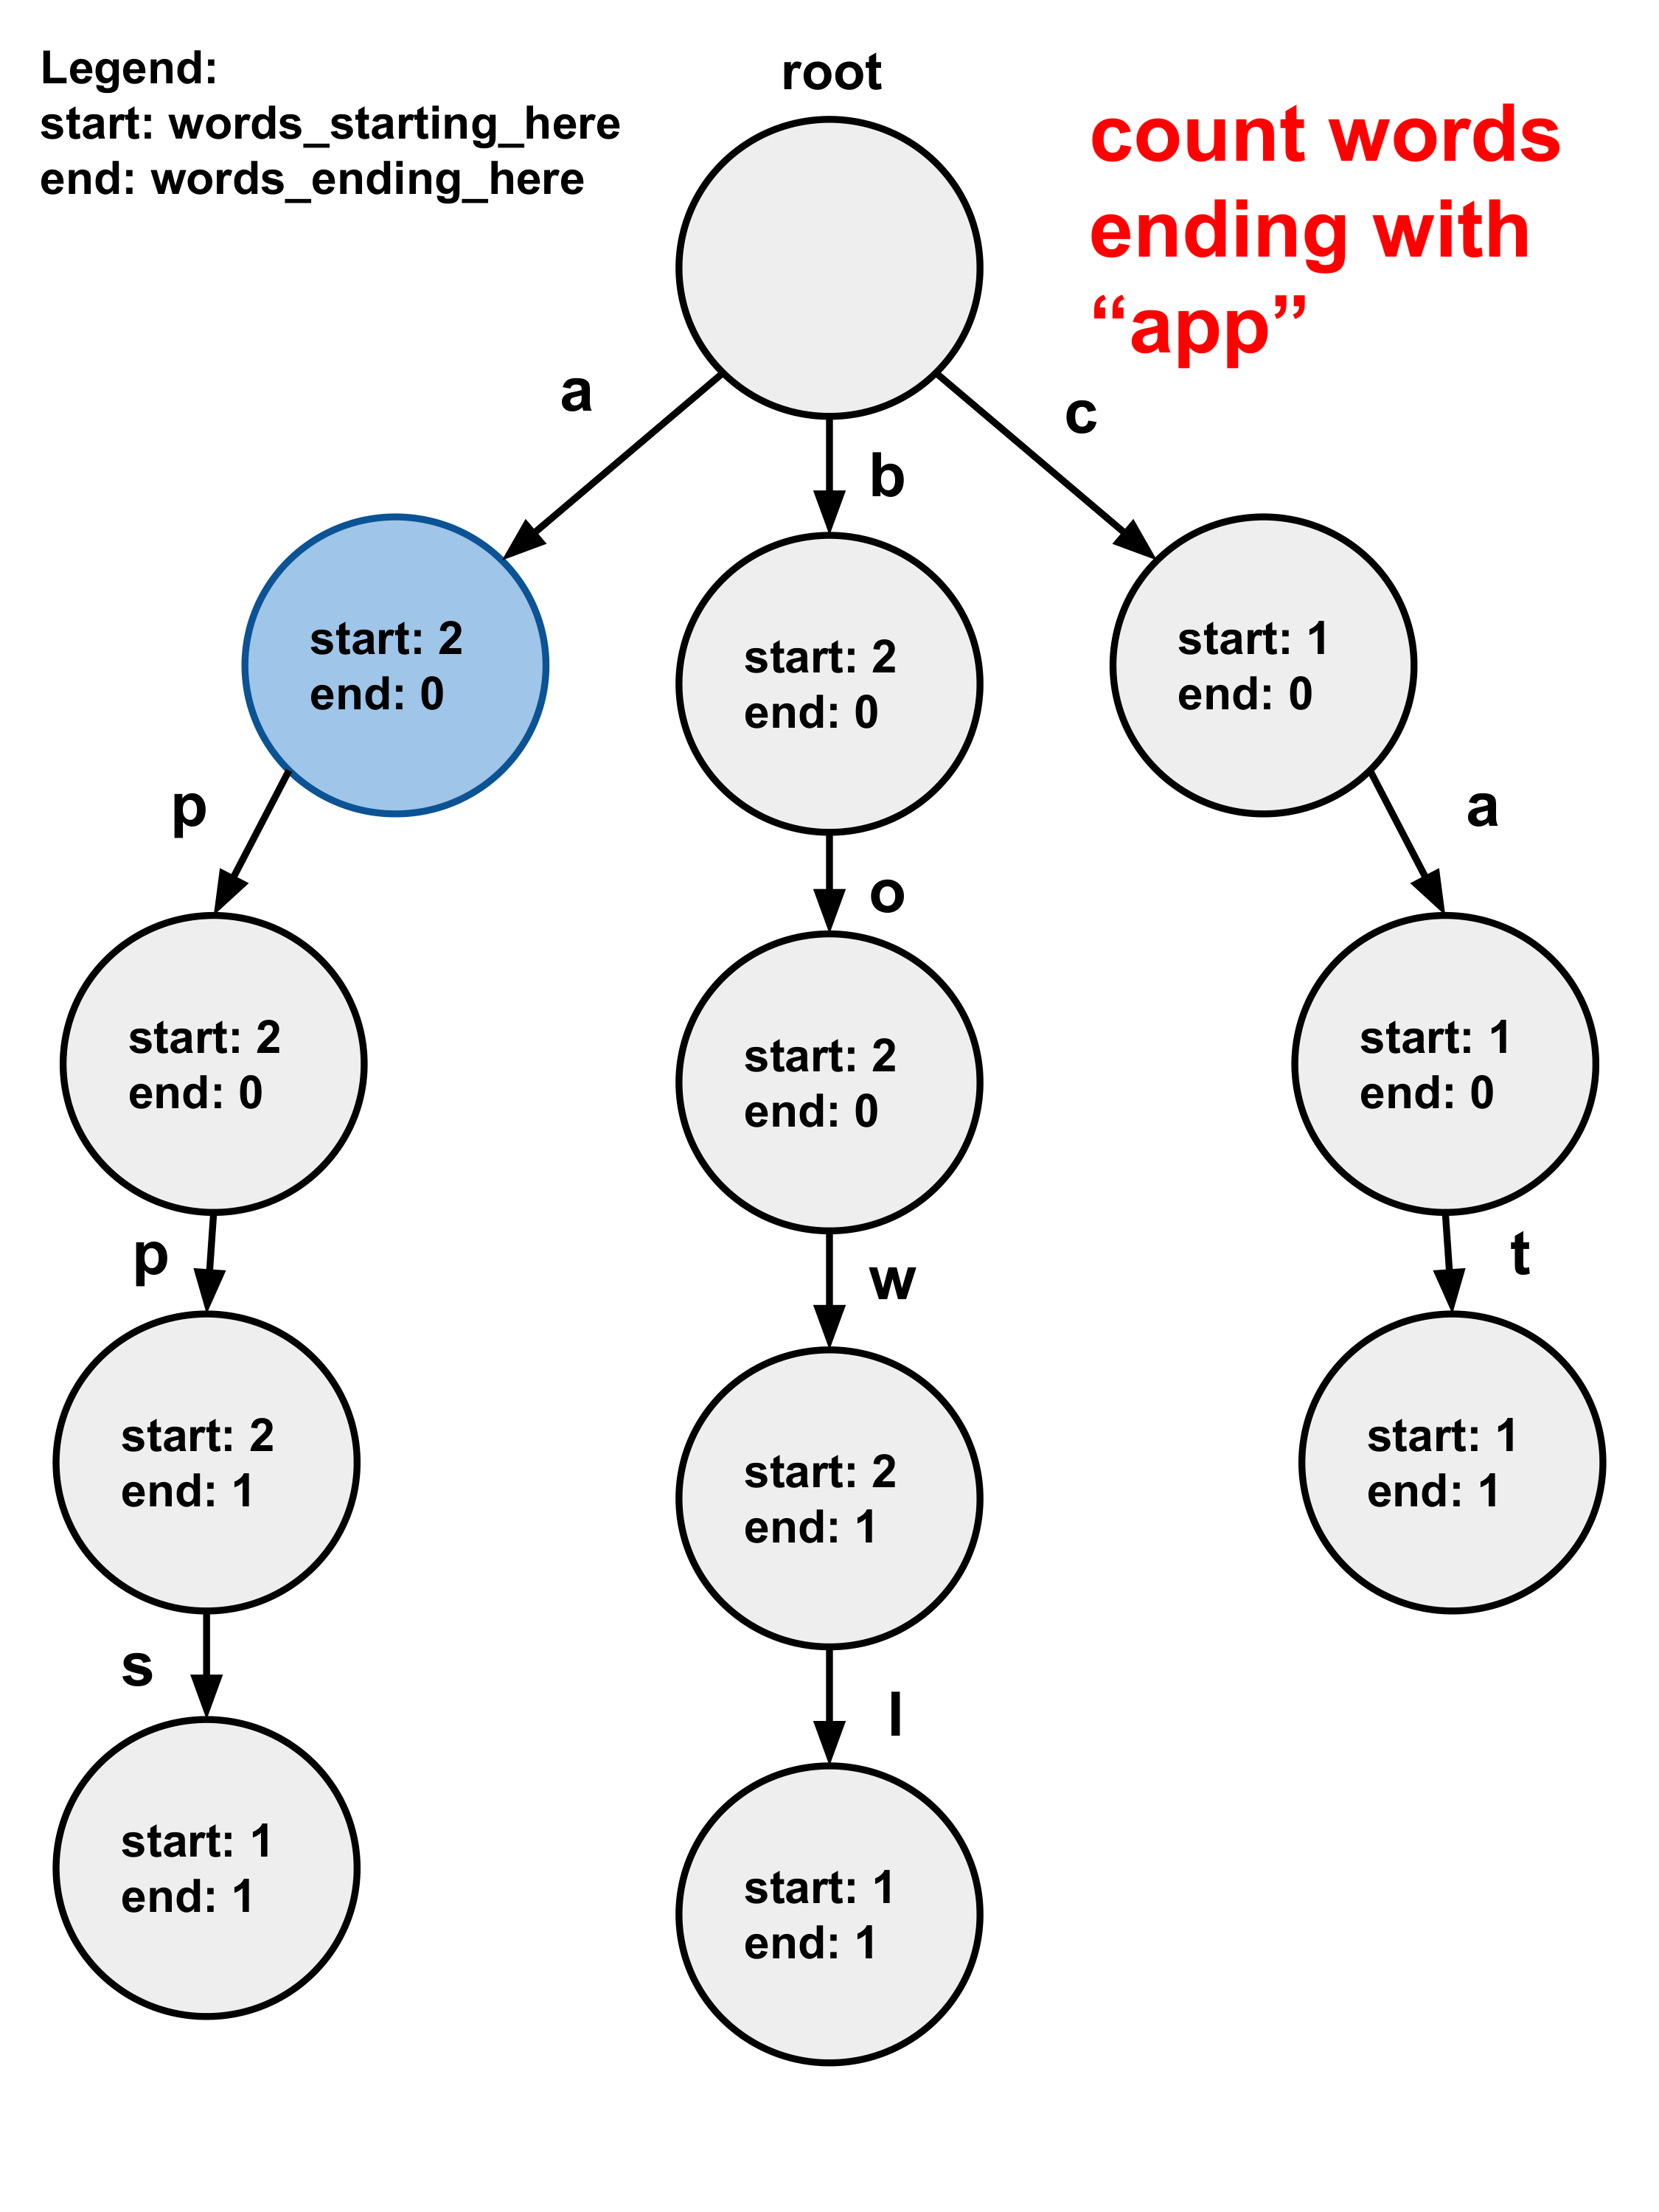 Legend:
start: words_starting_here
end: words_ending_here
root
count words
ending with
“app”
a
b
c
start: 2
end: 0
start: 2
end: 0
start: 1
end: 0
p
o
a
start: 2
end: 0
start: 2
end: 0
start: 1
end: 0
p
w
t
start: 2
end: 1
start: 2
end: 1
start: 1
end: 1
s
l
start: 1
end: 1
start: 1
end: 1